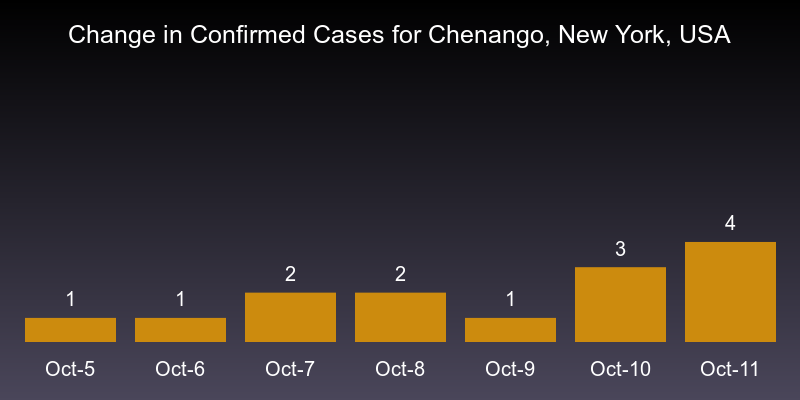 Change in Confirmed Cases for Chenango, New York, USA
1 1 2 2 1 3 4
Oct-5 Oct-6 Oct-7 Oct-8 Oct-9 Oct-10 Oct-11